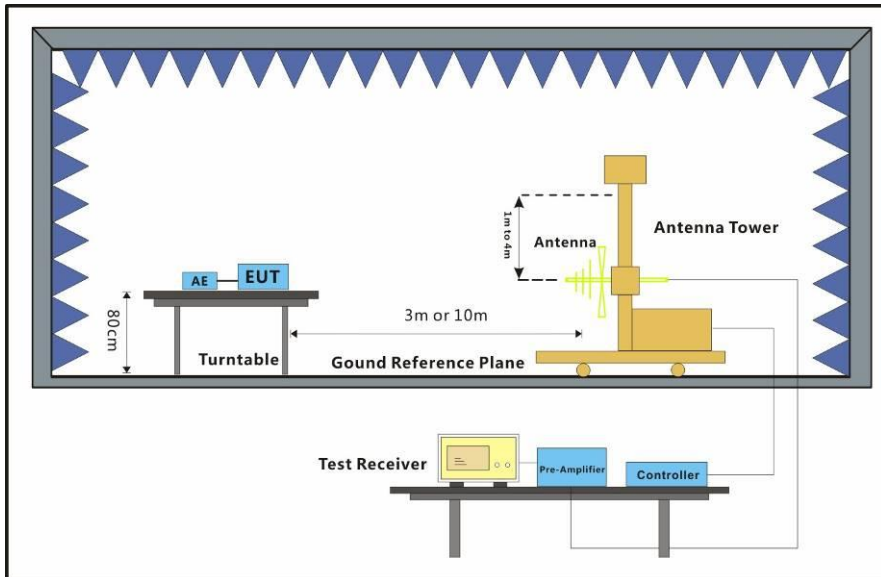 1m to 4m
Antenna
Antenna Tower
AE
EUT
80cm
3m or 10m
Turntable
Gound Reference Plane
Test Receiver
Pre-Amplifier
Controller